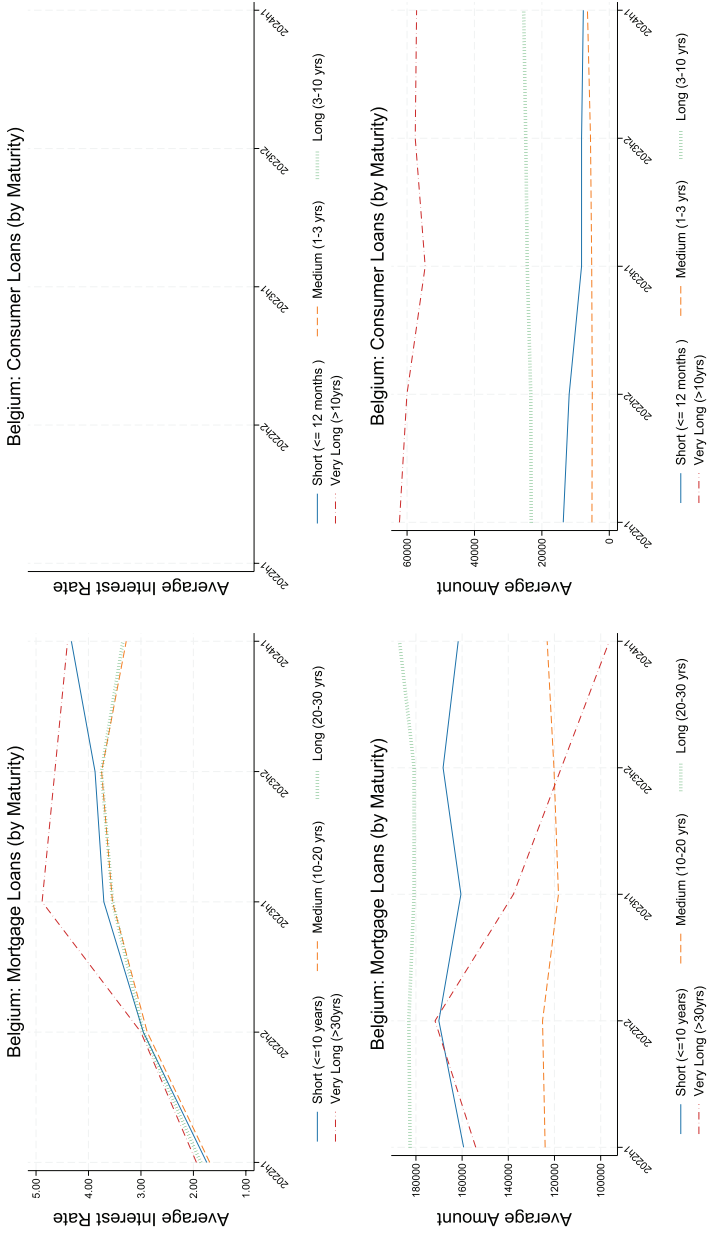 Belgium: Mortgage Loans (by Maturity)
Average Interest Rate
5.00
4.00
3.00
2.00
1.00
2022h1
2022h2
2023h1
2023h2
2024h1
Short (<=10 years)
Medium (10-20 yrs)
Long (20-30 yrs)
Very Long (>30yrs)
Belgium: Consumer Loans (by Maturity)
Average Interest Rate
2022h1
2022h2
2023h1
2023h2
2024h1
Short (<= 12 months )
Medium (1-3 yrs)
Long (3-10 yrs)
Very Long (>10yrs)
Belgium: Mortgage Loans (by Maturity)
Average Amount
180000
160000
140000
120000
100000
2022h1
2022h2
2023h1
2023h2
2024h1
Short (<=10 years)
Medium (10-20 yrs)
Long (20-30 yrs)
Very Long (>30yrs)
Belgium: Consumer Loans (by Maturity)
Average Amount
60000
40000
20000
0
2022h1
2022h2
2023h1
2023h2
2024h1
Short (<= 12 months )
Medium (1-3 yrs)
Long (3-10 yrs)
Very Long (>10yrs)